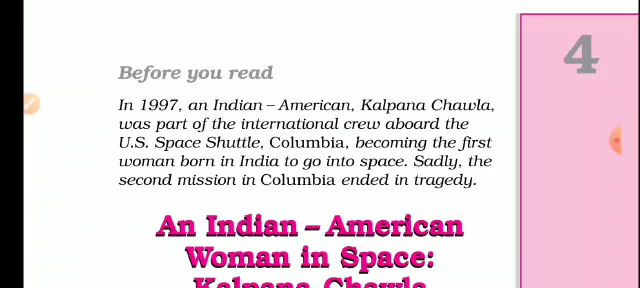 Before you read
4
In 1997, an Indian – American, Kalpana Chawla,
was part of the international crew aboard the
U.S. Space Shuttle, Columbia, becoming the first
woman born in India to go into space. Sadly, the
second mission in Columbia ended in tragedy.
An Indian – American
Woman in Space:
Kalpana Chawla